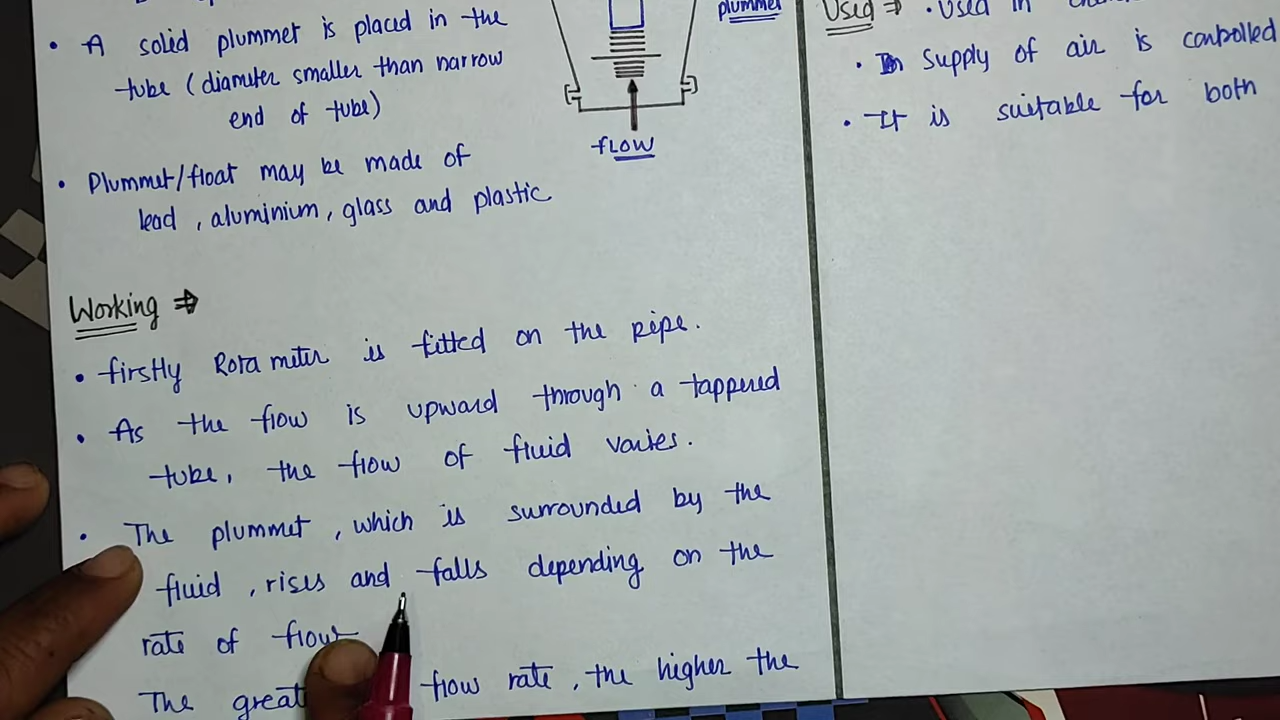 • A solid plummet is placed in the
tube (diameter smaller than narrow
end of tube)
• Plummet/float may be made of
lead, aluminium, glass and plastic
plummet
flow
Working ⇒
• firstly Rotameter is fitted on the pipe.
• As the flow is upward through a tappered
tube, the flow of fluid varies.
• The plummet, which is surrounded by the
fluid, rises and falls depending on the
rate of flow
The great flow rate, the higher the
Used ⇒ • Used in
• In Supply of air is controlled
• It is suitable for both